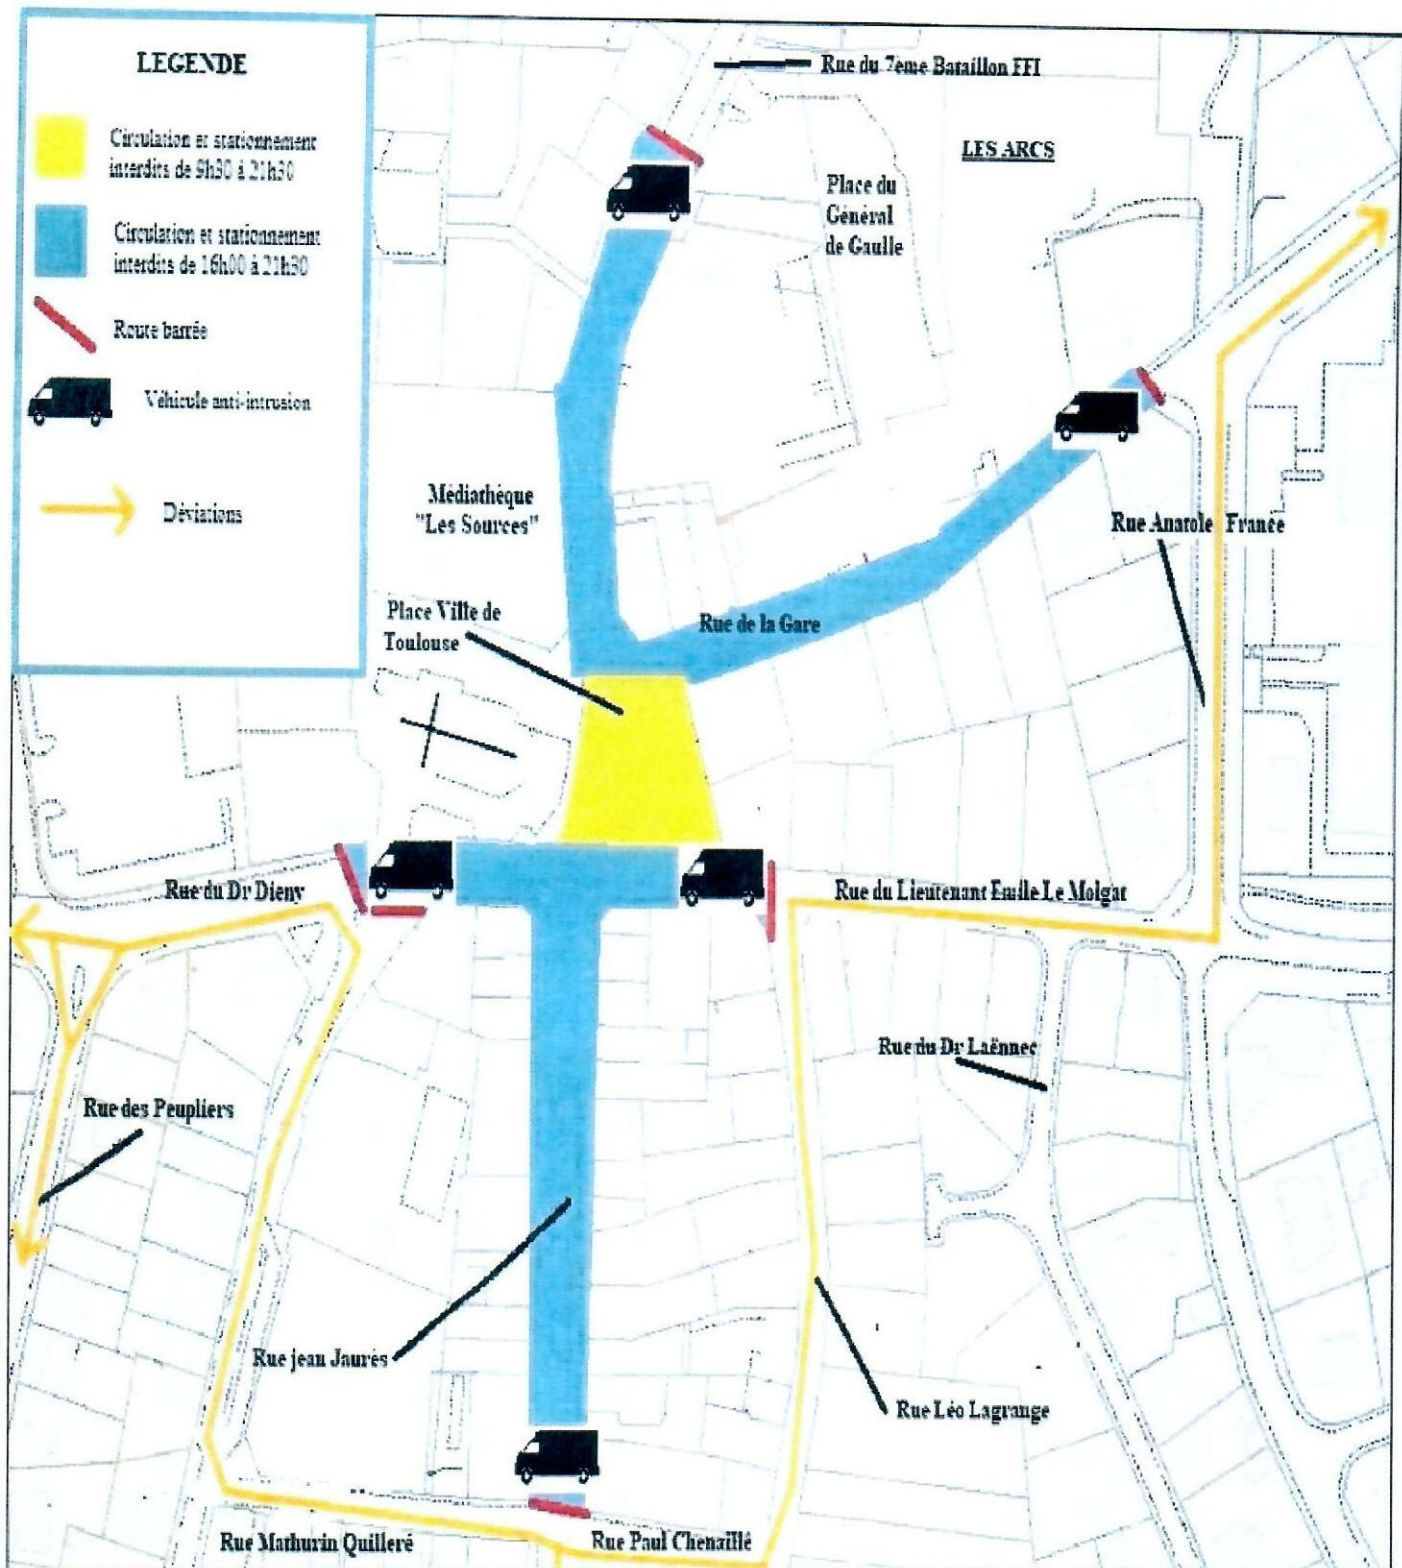 LEGENDE
Circulation et stationnement
interdits de 9h30 à 21h30
Circulation et stationnement
interdits de 16h00 à 21h30
Route barrée
Véhicule anti-intrusion
Déviations
Rue du 7ème Bataillon FFI
LES ARCS
Place du
Général
de Gaulle
Médiathèque
"Les Sources"
Rue Anatole France
Place Ville de
Toulouse
Rue de la Gare
Rue du Dr Dieny
Rue du Lieutenant Emile Le Molgat
Rue du Dr Laënnec
Rue des Peupliers
Rue jean Jaurès
Rue Léo Lagrange
Rue Mathurin Quilleré
Rue Paul Chenaillé